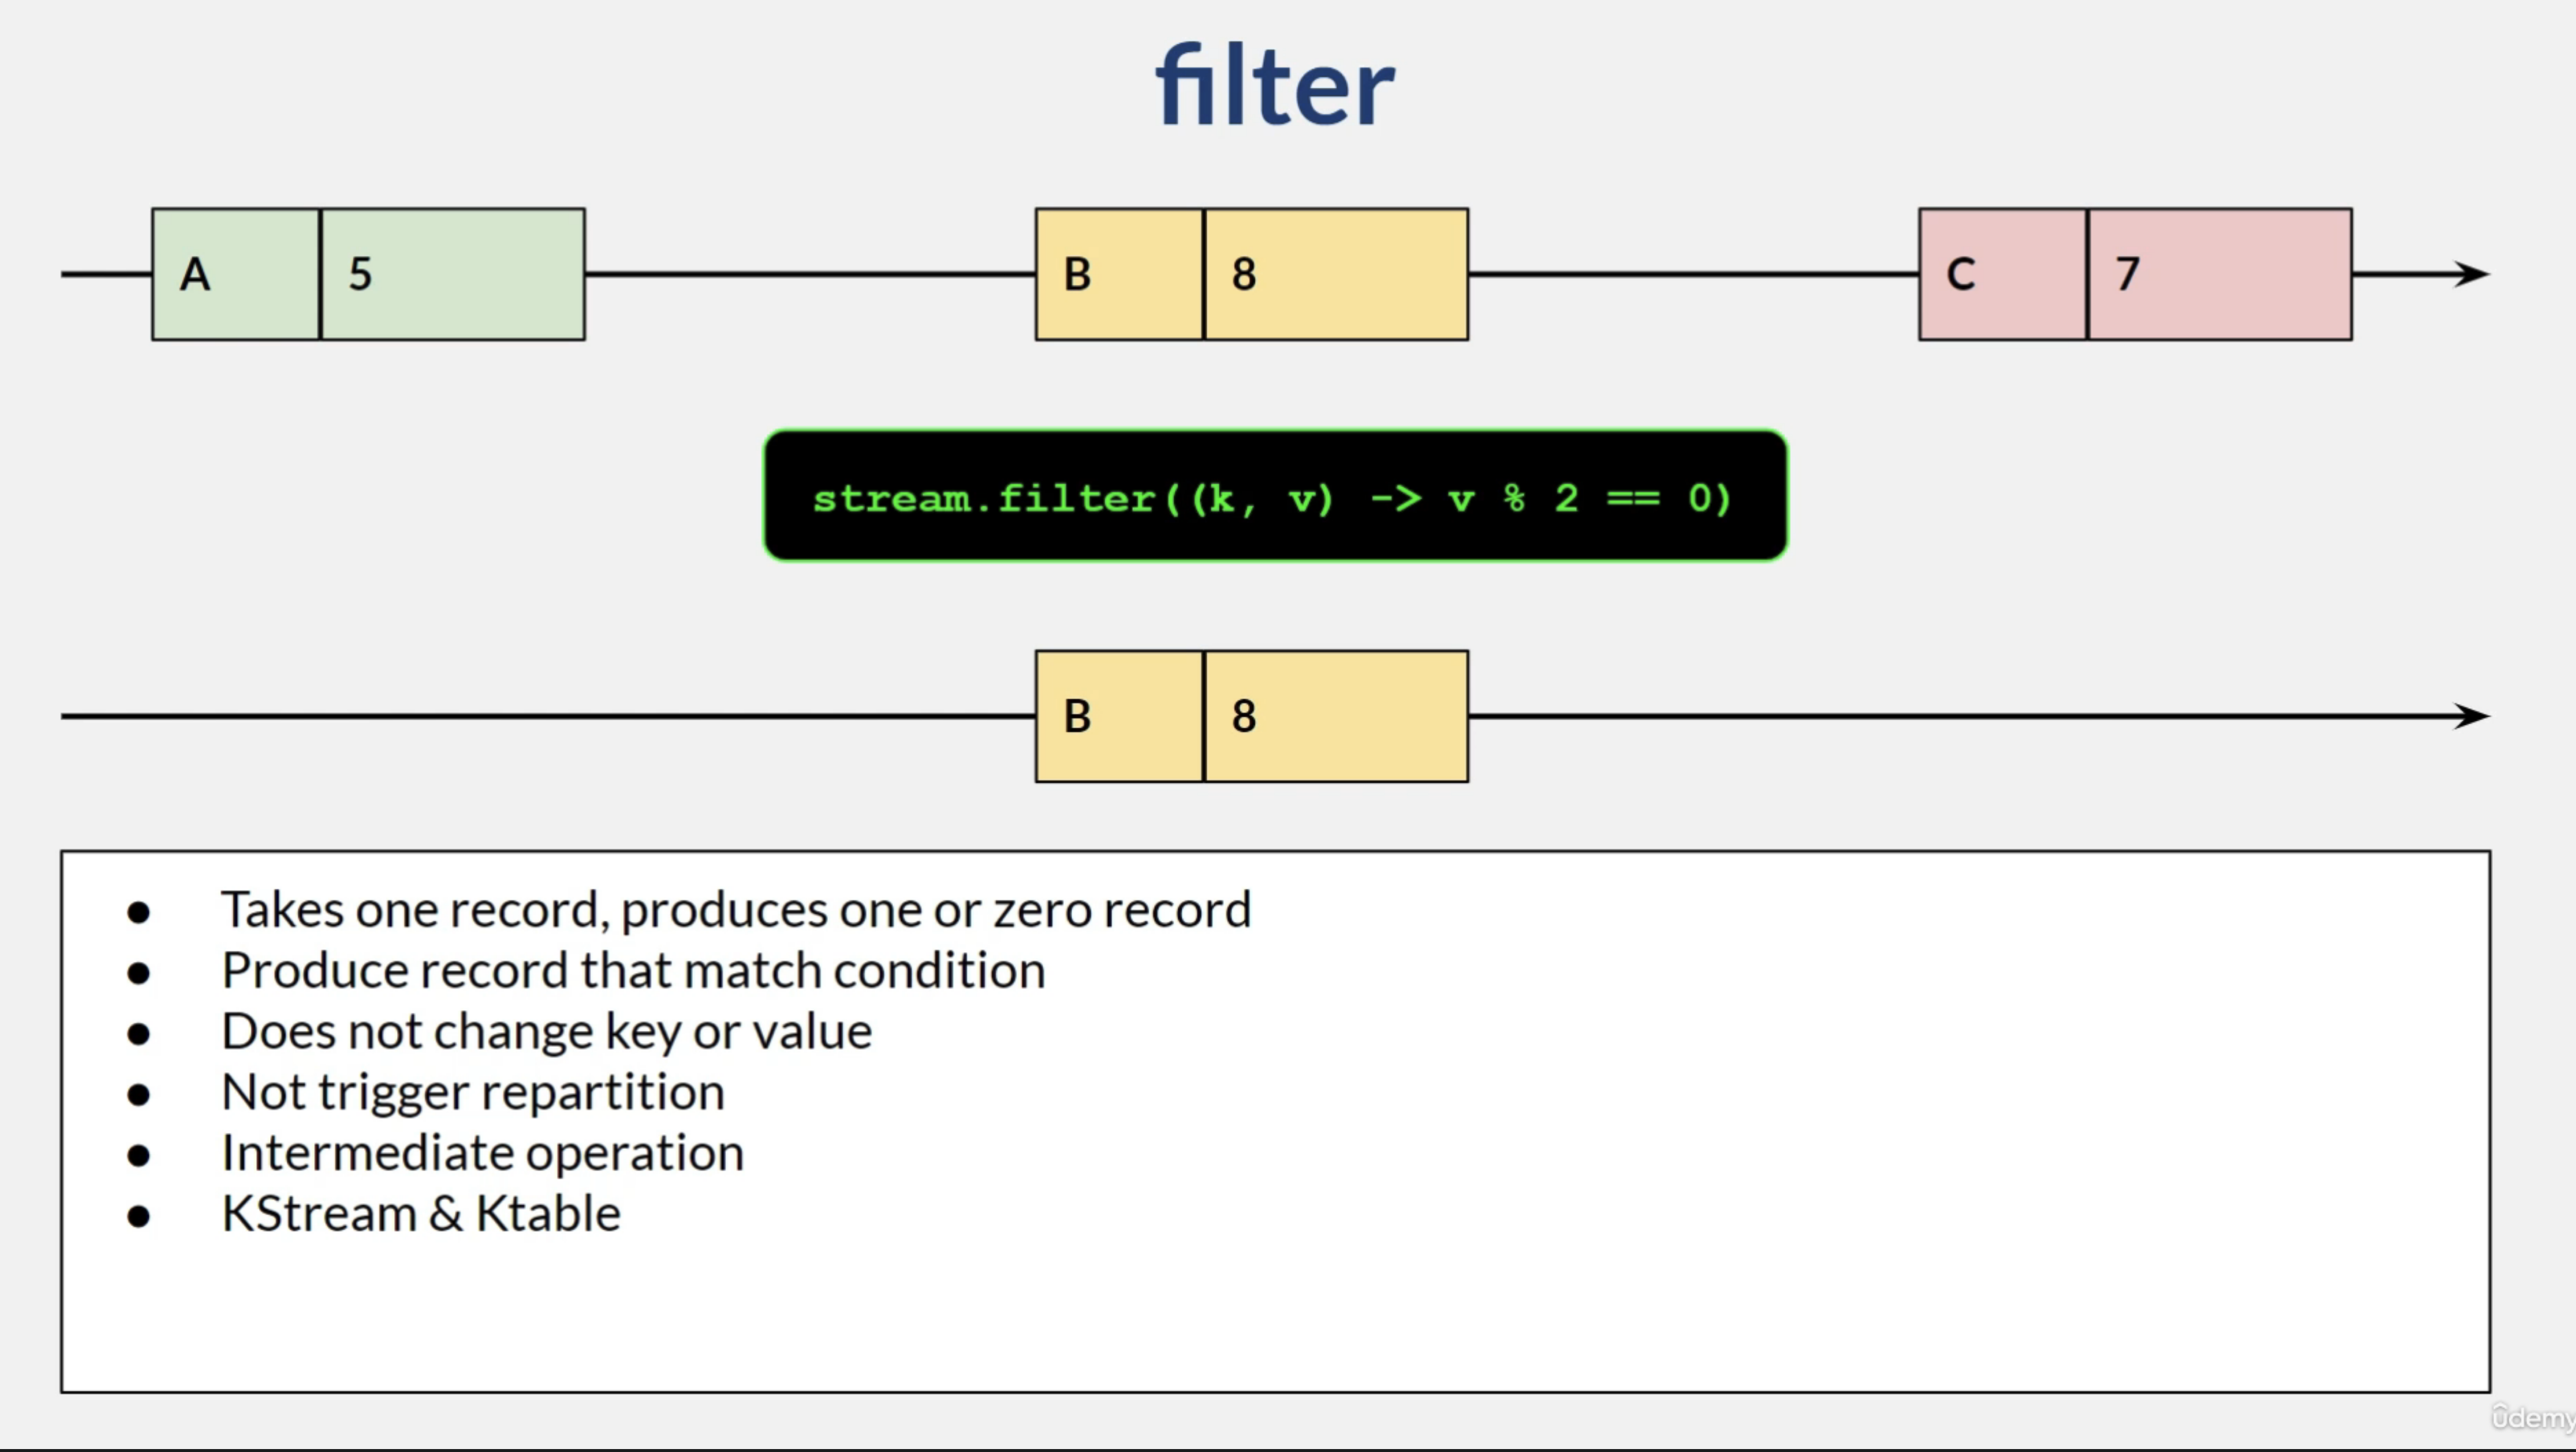 filter
A 5 B 8 C 7
stream.filter((k, v) -> v % 2 == 0)
B 8
● Takes one record, produces one or zero record
● Produce record that match condition
● Does not change key or value
● Not trigger repartition
● Intermediate operation
● KStream & Ktable
ûdemy